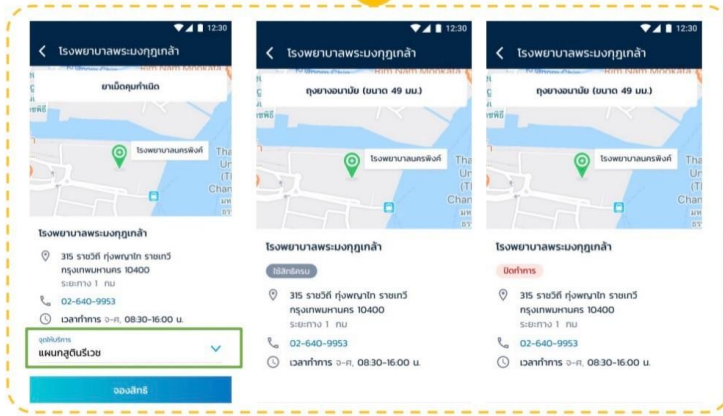 12:30
โรงพยาบาลพระมงกุฎเกล้า
ยาเม็ดคุมกำเนิด
โรงพยาบาลนครพิงค์
โรงพยาบาลพระมงกุฎเกล้า
315 ราชวิถี ทุ่งพญาไท ราชเทวี
กรุงเทพมหานคร 10400
ระยะทาง 1 กม
02-640-9953
เวลาทำการ จ-ศ, 08:30-16:00 น.
จุดให้บริการ
แผนกสูตินรีเวช
จองสิทธิ
12:30
โรงพยาบาลพระมงกุฎเกล้า
Rim Nam Mookata
ถุงยางอนามัย (ขนาด 49 มม.)
โรงพยาบาลนครพิงค์
โรงพยาบาลพระมงกุฎเกล้า
ใช้สิทธิครบ
315 ราชวิถี ทุ่งพญาไท ราชเทวี
กรุงเทพมหานคร 10400
ระยะทาง 1 กม
02-640-9953
เวลาทำการ จ-ศ, 08:30-16:00 น.
12:30
โรงพยาบาลพระมงกุฎเกล้า
Rim Nam Mookata
ถุงยางอนามัย (ขนาด 49 มม.)
โรงพยาบาลนครพิงค์
โรงพยาบาลพระมงกุฎเกล้า
ปิดทำการ
315 ราชวิถี ทุ่งพญาไท ราชเทวี
กรุงเทพมหานคร 10400
ระยะทาง 1 กม
02-640-9953
เวลาทำการ จ-ศ, 08:30-16:00 น.